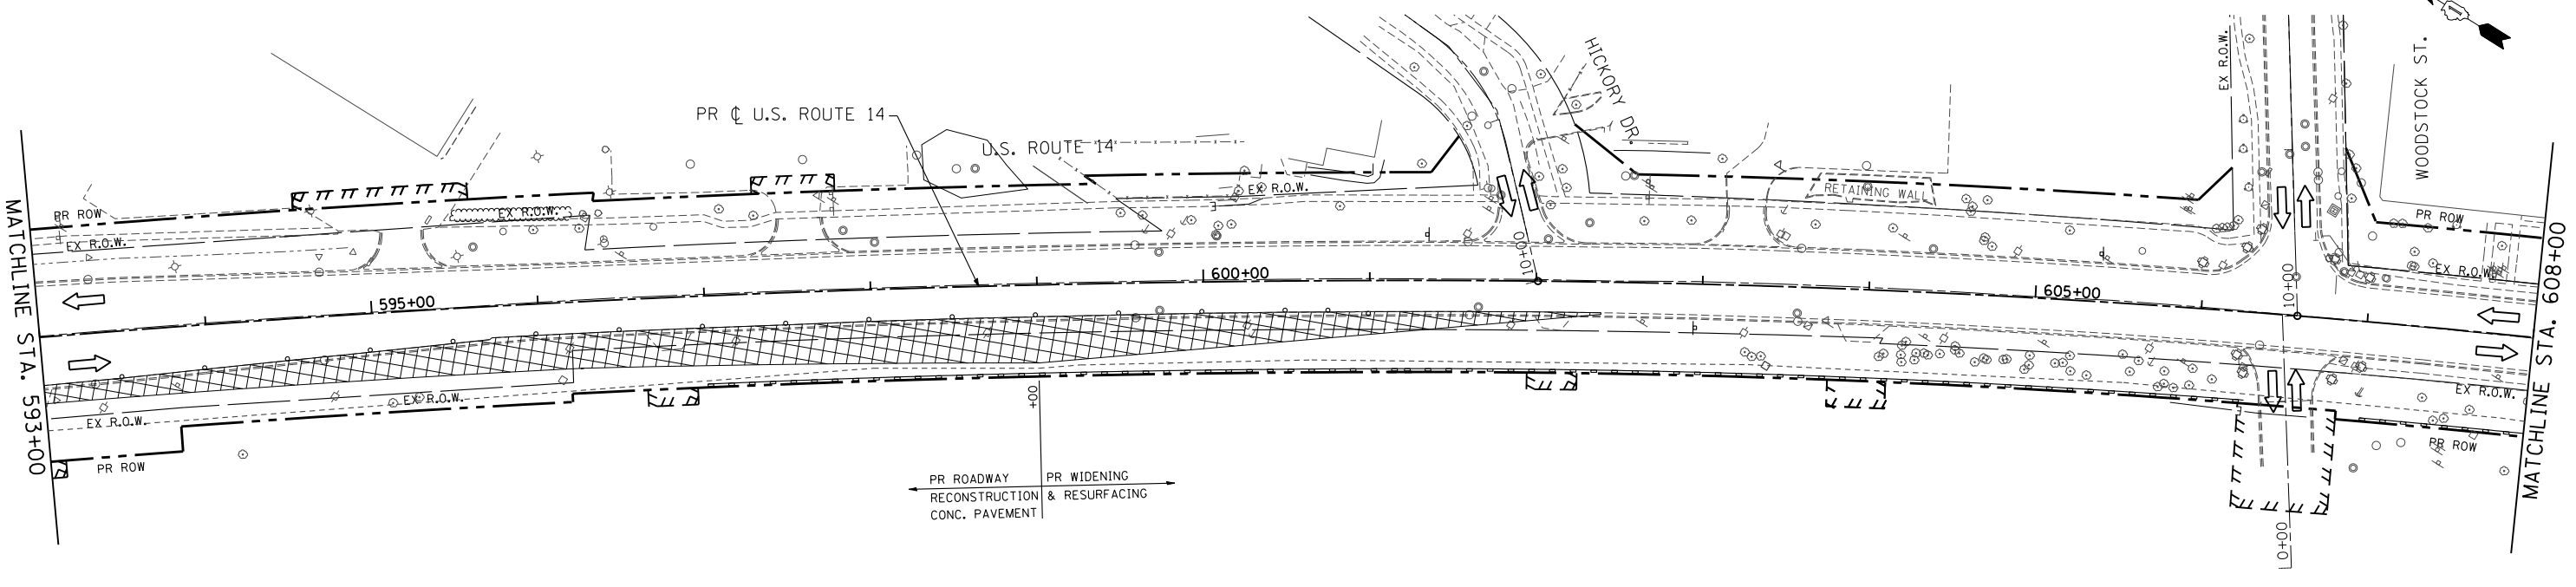 MATCHLINE STA. 593+00
PR ROW
EX R.O.W.
EX R.O.W.
PR ROW
EX R.O.W.
595+00
EX R.O.W.
PR ℄ U.S. ROUTE 14
U.S. ROUTE 14
600+00
EX R.O.W.
HICKORY DR.
10+00
RETAINING WALL
605+00
EX R.O.W.
WOODSTOCK ST.
PR ROW
EX R.O.W.
10+00
EX R.O.W.
PR ROW
0+00
MATCHLINE STA. 608+00
+00
PR ROADWAY
RECONSTRUCTION
CONC. PAVEMENT
PR WIDENING
& RESURFACING